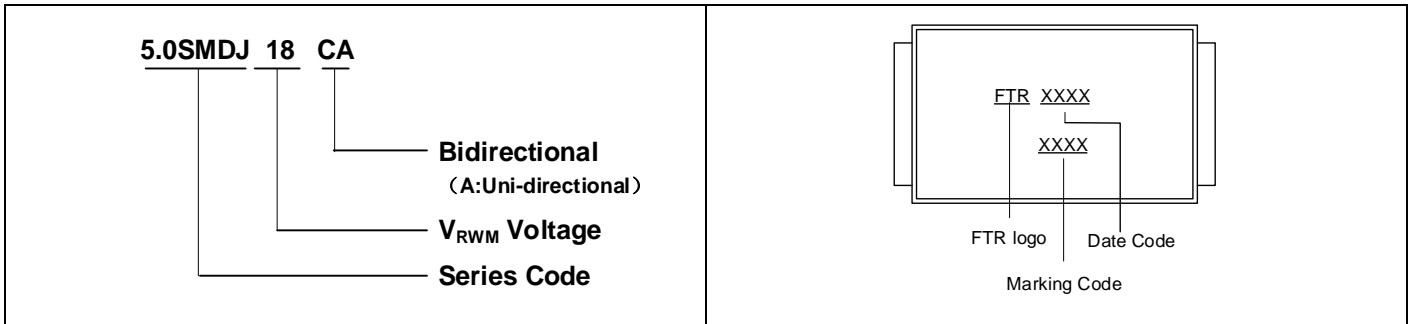 5.0SMDJ 18 CA
Bidirectional
（A:Uni-directional）
VRWM Voltage
Series Code
FTR XXXX
XXXX
FTR logo
Date Code
Marking Code